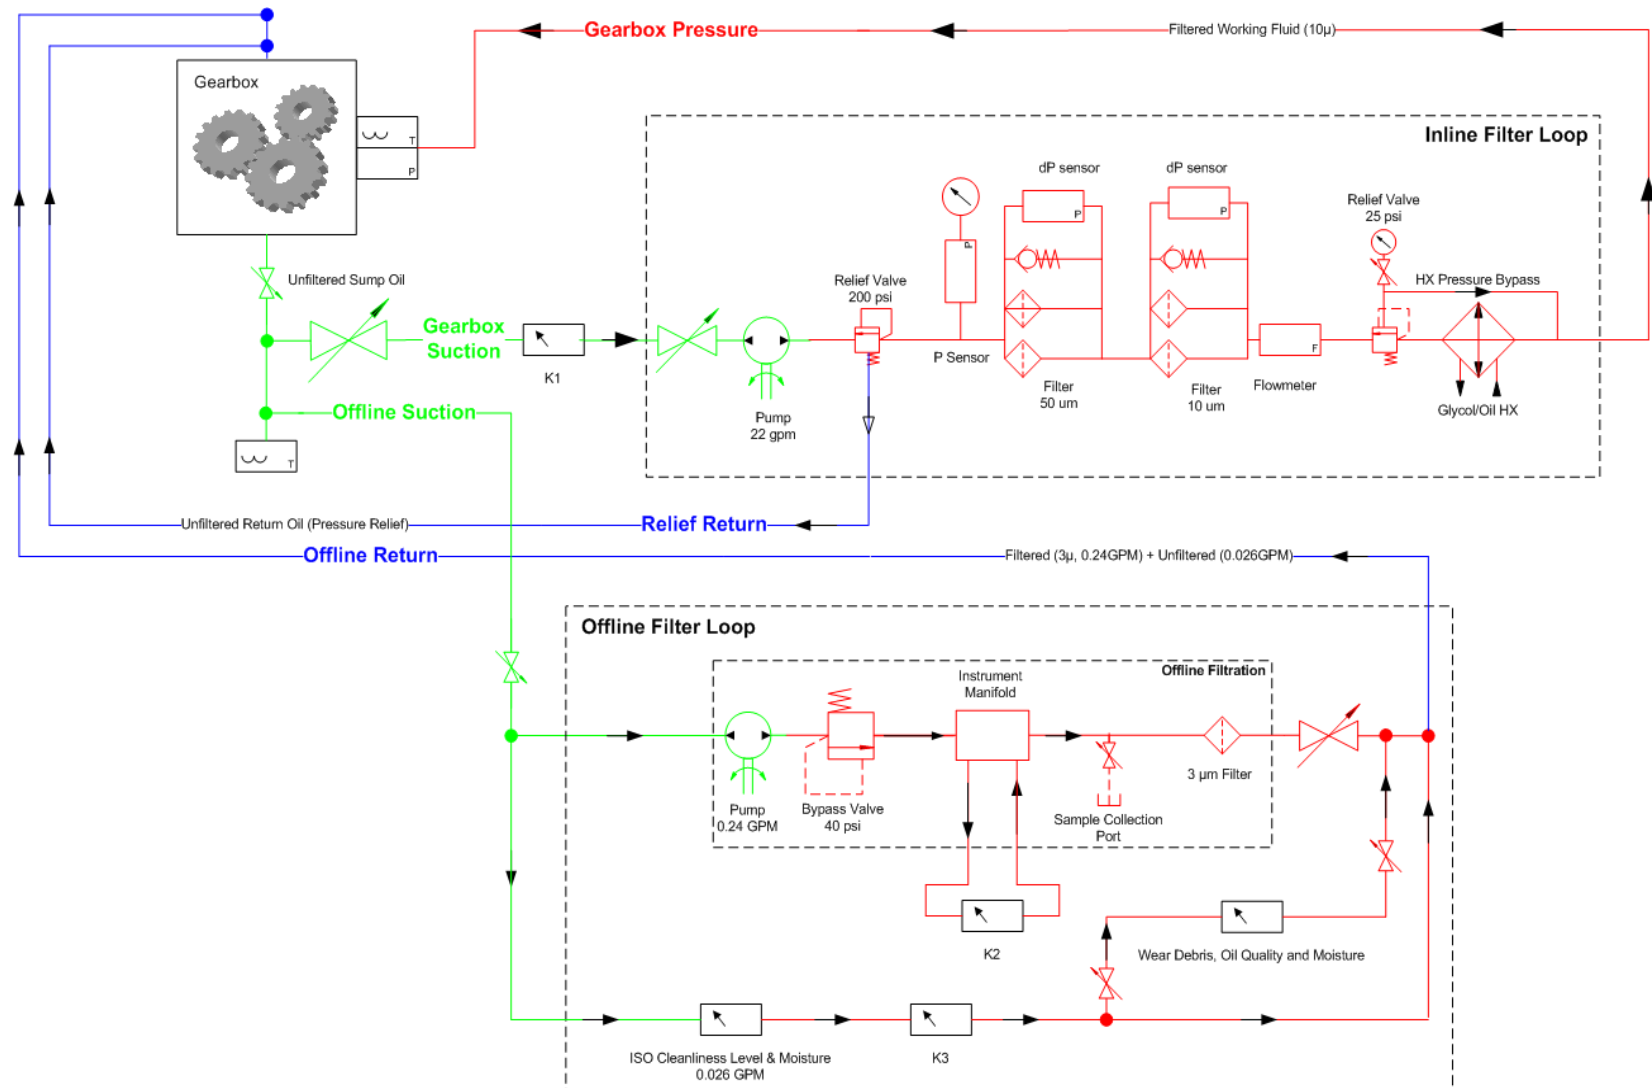 Gearbox Pressure
Filtered Working Fluid (10µ)
Gearbox
T
P
Inline Filter Loop
dP sensor
dP sensor
P
P
P
Relief Valve
25 psi
Unfiltered Sump Oil
Relief Valve
200 psi
HX Pressure Bypass
Gearbox
Suction
K1
P Sensor
F
Filter
50 um
Filter
10 um
Flowmeter
Glycol/Oil HX
Pump
22 gpm
Offline Suction
T
Unfiltered Return Oil (Pressure Relief)
Relief Return
Offline Return
Filtered (3µ, 0.24GPM) + Unfiltered (0.026GPM)
Offline Filter Loop
Offline Filtration
Instrument
Manifold
3 µm Filter
Pump
0.24 GPM
Bypass Valve
40 psi
Sample Collection
Port
K2
Wear Debris, Oil Quality and Moisture
ISO Cleanliness Level & Moisture
0.026 GPM
K3